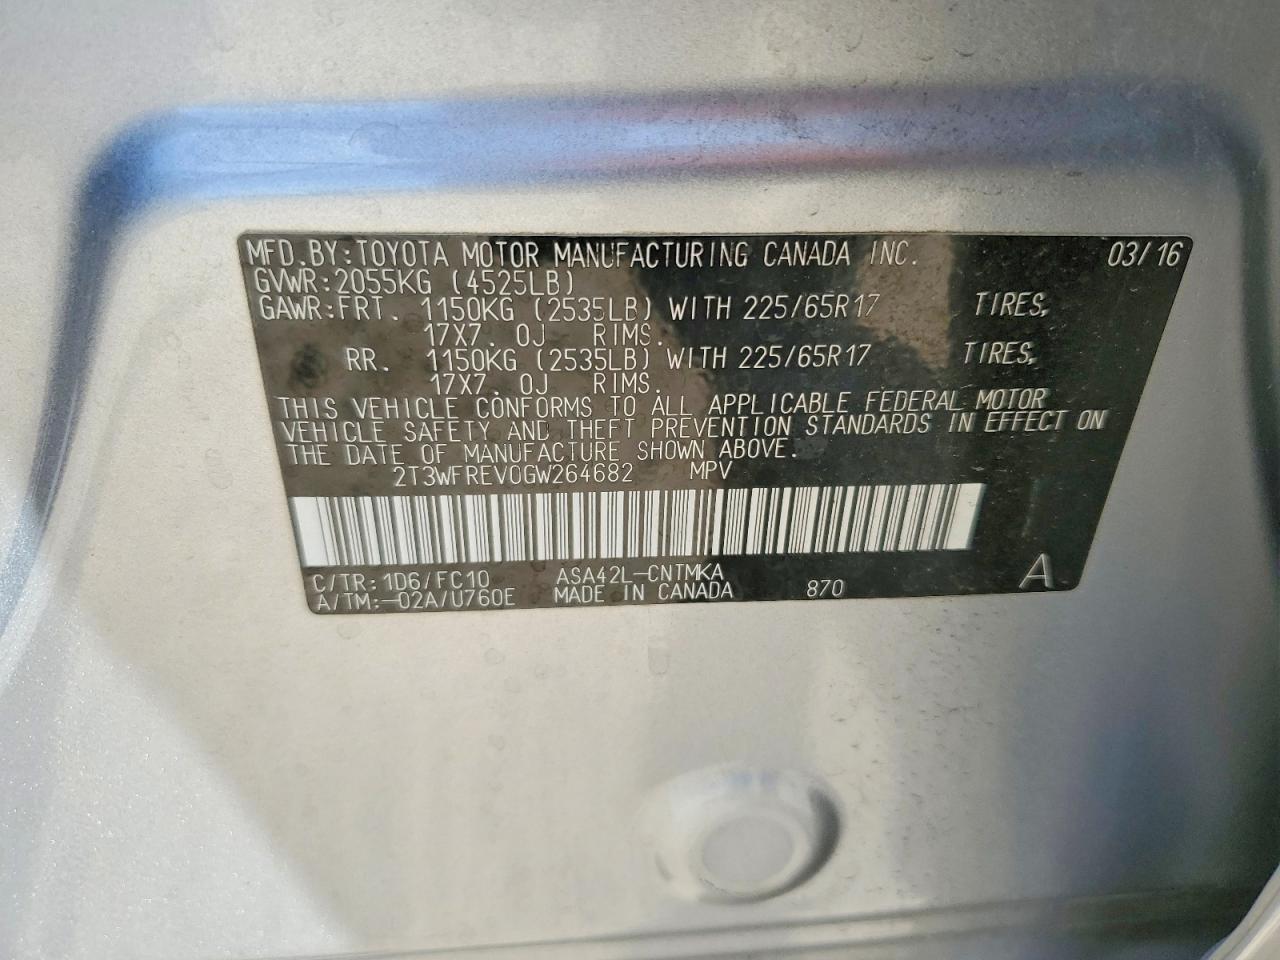 MFD.BY:TOYOTA MOTOR MANUFACTURING CANADA INC. 03/16
GVWR:2055KG (4525LB)
GAWR:FRT. 1150KG (2535LB) WITH 225/65R17 TIRES,
17X7. 0J RIMS.
RR. 1150KG (2535LB) WITH 225/65R17 TIRES,
17X7. 0J RIMS.
THIS VEHICLE CONFORMS TO ALL APPLICABLE FEDERAL MOTOR
VEHICLE SAFETY AND THEFT PREVENTION STANDARDS IN EFFECT ON
THE DATE OF MANUFACTURE SHOWN ABOVE.
2T3WFREV0GW264682 MPV
C/TR:1D6/FC10 ASA42L-CNTMKA A
A/TM:-02A/U760E MADE IN CANADA 870